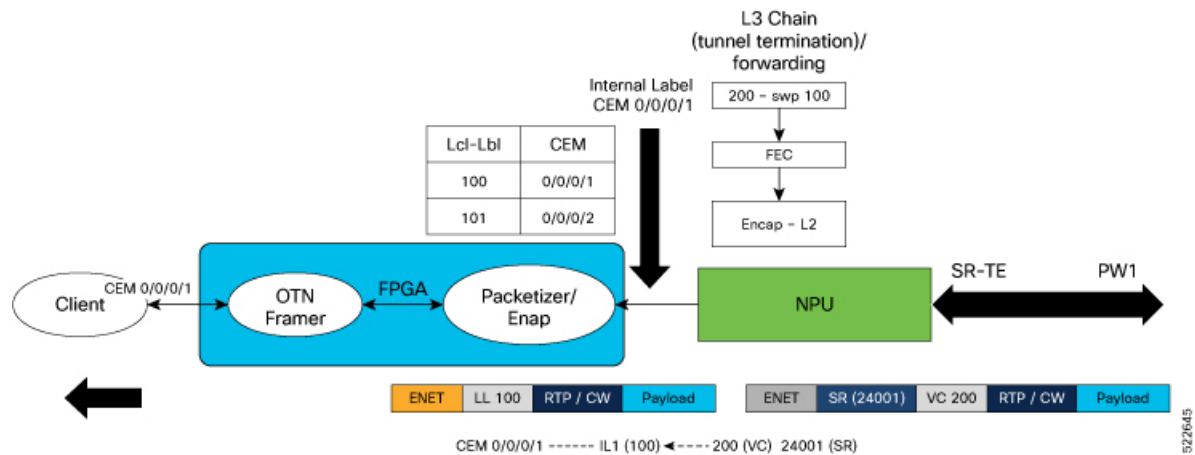 L3 Chain
(tunnel termination)/
forwarding
Internal Label
CEM 0/0/0/1
200 - swp 100
FEC
Encap - L2
Lcl-Lbl CEM
100 0/0/0/1
101 0/0/0/2
Client
CEM 0/0/0/1
OTN
Framer
FPGA
Packetizer/
Enap
NPU
SR-TE PW1
ENET LL 100 RTP / CW Payload
ENET SR (24001) VC 200 RTP / CW Payload
CEM 0/0/0/1 ------ IL1 (100) ◄---- 200 (VC) 24001 (SR)
522645